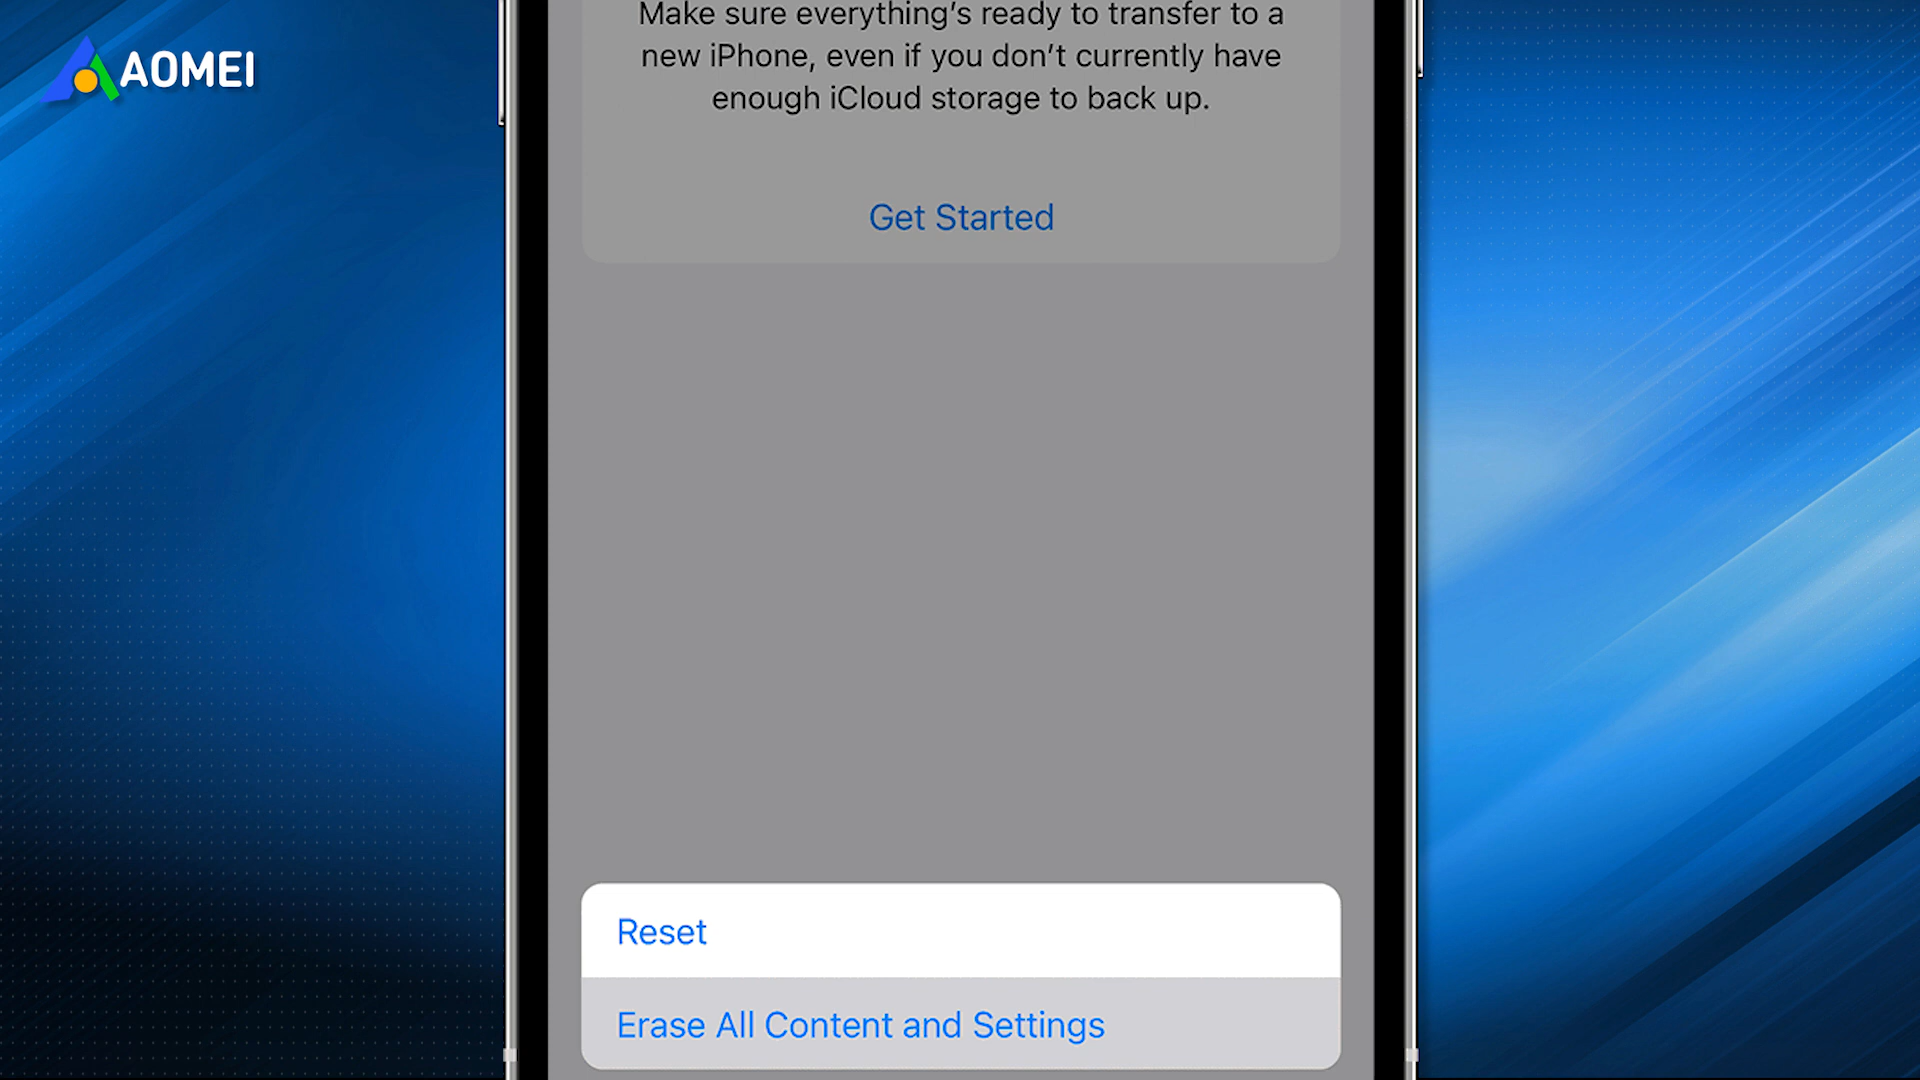 AOMEI
Make sure everything's ready to transfer to a
new iPhone, even if you don't currently have
enough iCloud storage to back up.
Get Started
Reset
Erase All Content and Settings